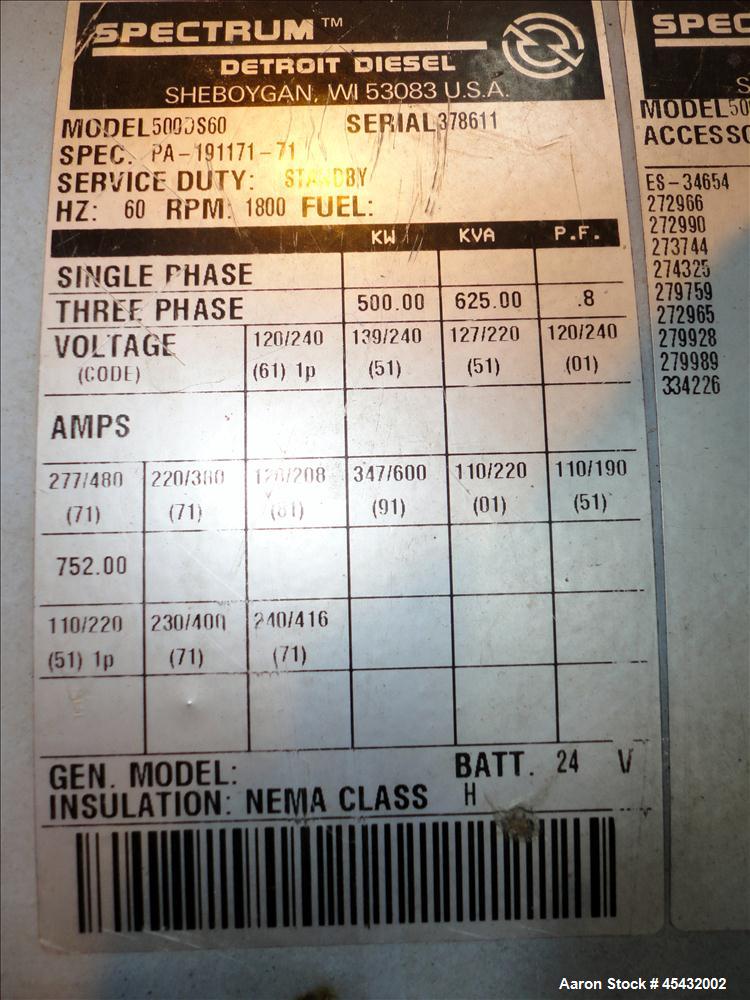 SPECTRUM ™
DETROIT DIESEL
SHEBOYGAN, WI 53083 U.S.A.
MODEL 500DS60 SERIAL 378611
SPEC. PA-191171-71
SERVICE DUTY: STANDBY
HZ: 60 RPM: 1800 FUEL:
KW KVA P.F.
SINGLE PHASE
THREE PHASE 500.00 625.00 .8
VOLTAGE 120/240 139/240 127/220 120/240
(CODE) (61) 1p (51) (51) (01)
AMPS
277/480 220/380 120/208 347/600 110/220 110/190
(71) (71) (81) (91) (01) (51)
752.00
110/220 230/400 240/416
(51) 1p (71) (71)
GEN. MODEL: BATT. 24 V
INSULATION: NEMA CLASS H
SPEC
S
MODEL 50
ACCESSO
ES-34654
272966
272990
273744
274325
279759
272965
279928
279989
334226
Aaron Stock # 45432002